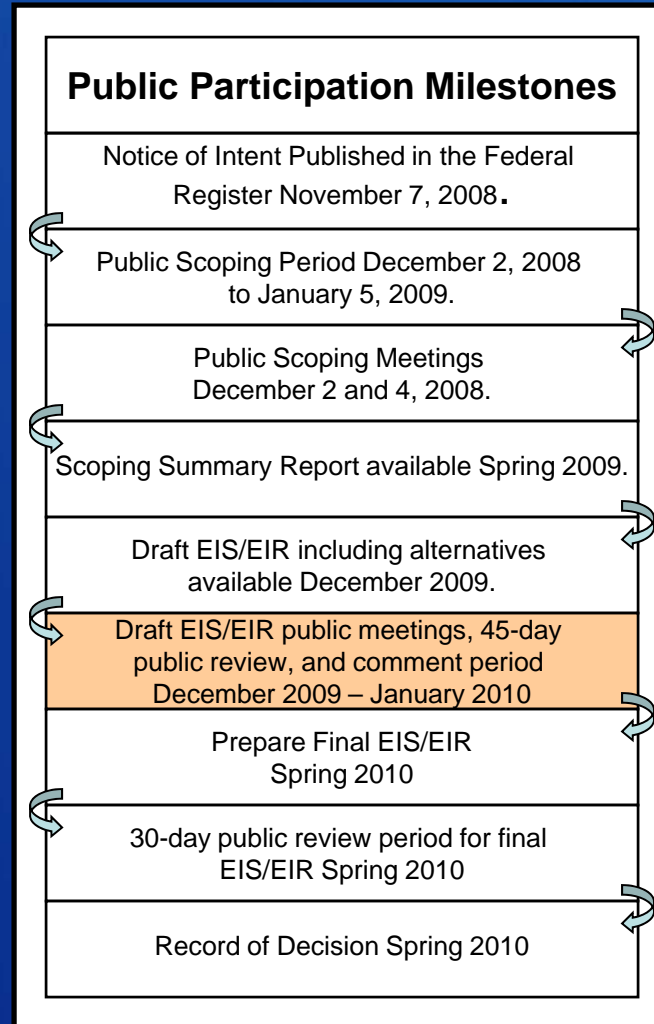 Public Participation Milestones
Notice of Intent Published in the Federal
Register November 7, 2008.
Public Scoping Period December 2, 2008
to January 5, 2009.
Public Scoping Meetings
December 2 and 4, 2008.
Scoping Summary Report available Spring 2009.
Draft EIS/EIR including alternatives
available December 2009.
Draft EIS/EIR public meetings, 45-day
public review, and comment period
December 2009 – January 2010
Prepare Final EIS/EIR
Spring 2010
30-day public review period for final
EIS/EIR Spring 2010
Record of Decision Spring 2010